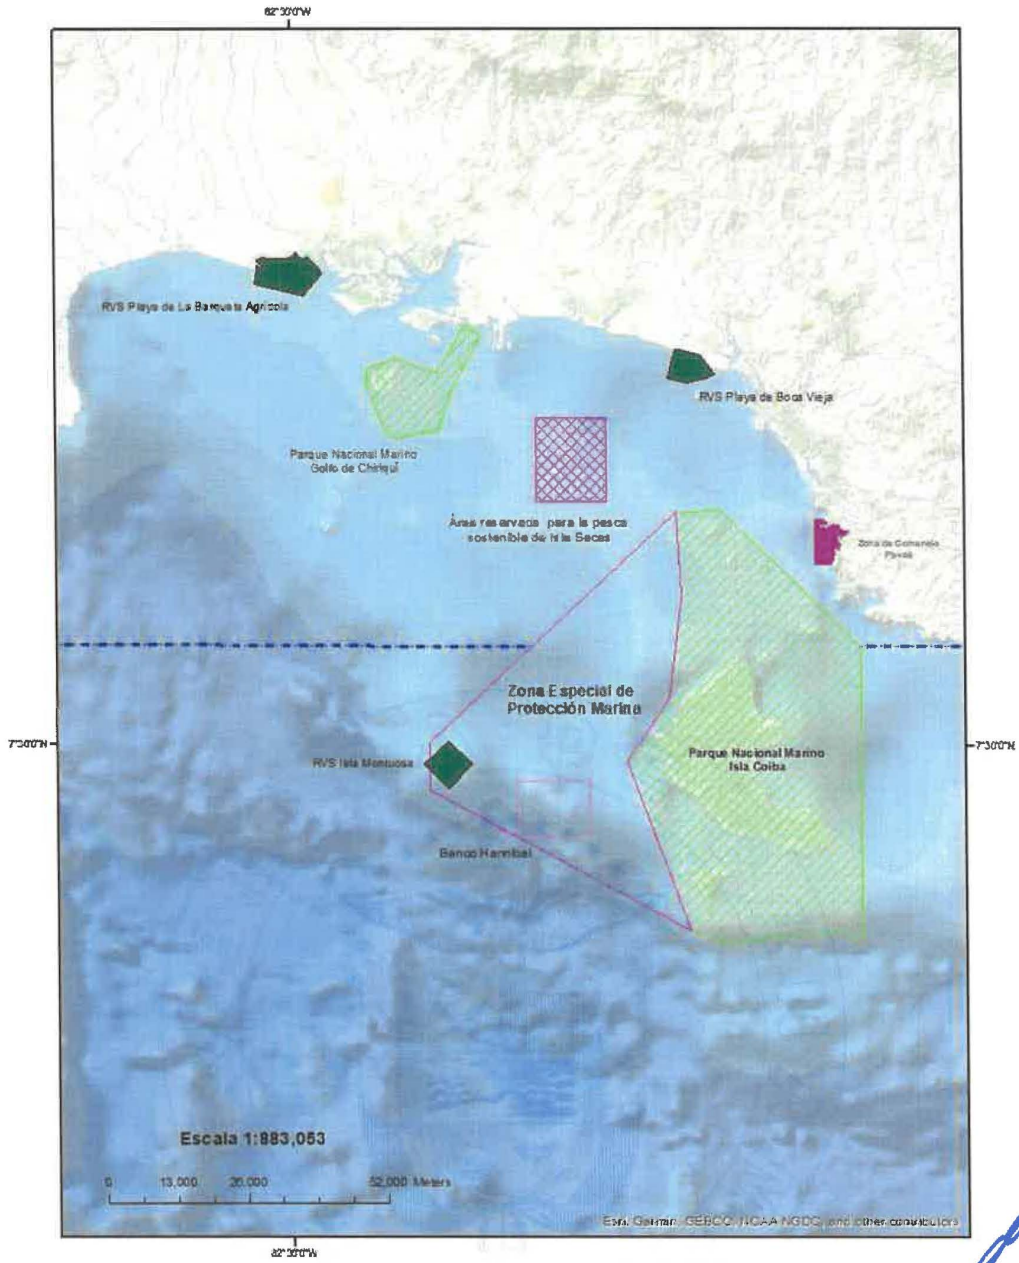 82°30'0"W
RVS Playa de La Barqueta Agricola
RVS Playa de Boca Vieja
Parque Nacional Marino
Golfo de Chiriquí
Área reservada para la pesca
sostenible de Isla Secas
Zona de
Zona Especial de
Protección Marina
7°30'0"N
7°30'0"N
Parque Nacional Marino
Isla Coiba
RVS Isla Montuosa
Banco Hannibal
Escala 1:883,053
0 13,000 26,000 52,000 Meters
Esri, Garmin, GEBCO, NOAA NGDC, and other contributors
82°30'0"W